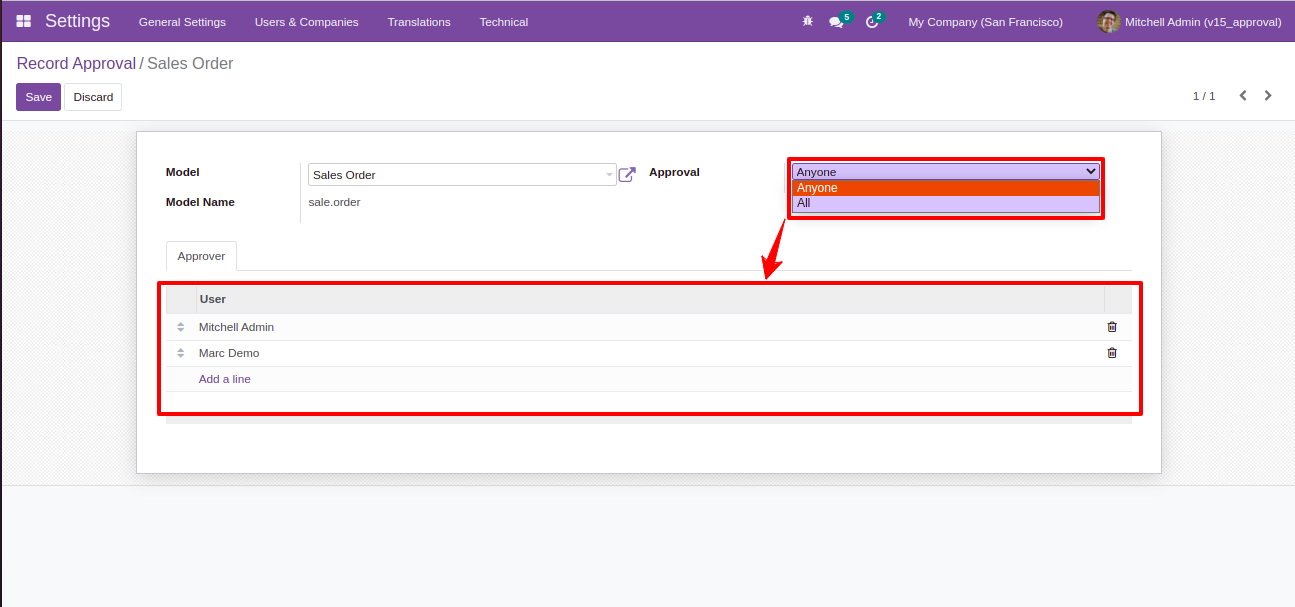 Settings General Settings Users & Companies Translations Technical 5 2 My Company (San Francisco) Mitchell Admin (v15_approval)
Record Approval / Sales Order
Save Discard 1 / 1
Model Sales Order Approval Anyone
Anyone
Model Name sale.order All
Approver
User
Mitchell Admin
Marc Demo
Add a line